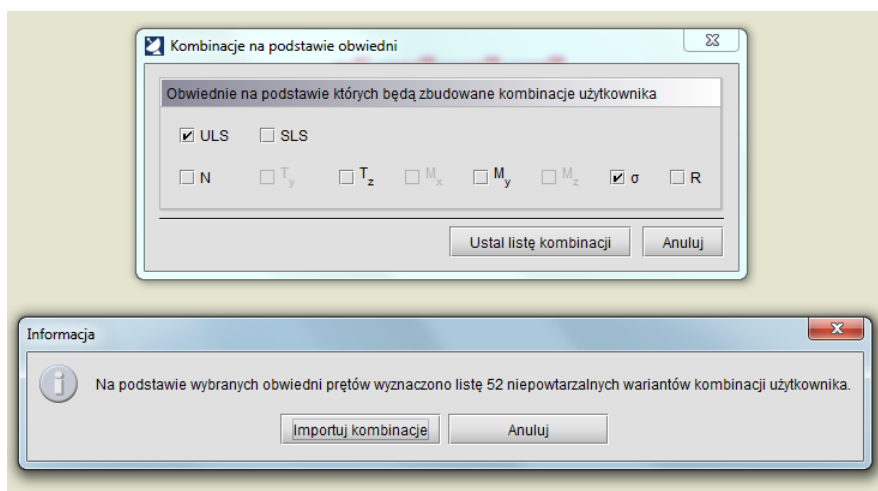 Kombinacje na podstawie obwiedni
Obwiednie na podstawie których będą zbudowane kombinacje użytkownika
ULS SLS
N Ty Tz Mx My Mz σ R
Ustal listę kombinacji Anuluj
Informacja
Na podstawie wybranych obwiedni prętów wyznaczono listę 52 niepowtarzalnych wariantów kombinacji użytkownika.
Importuj kombinacje Anuluj